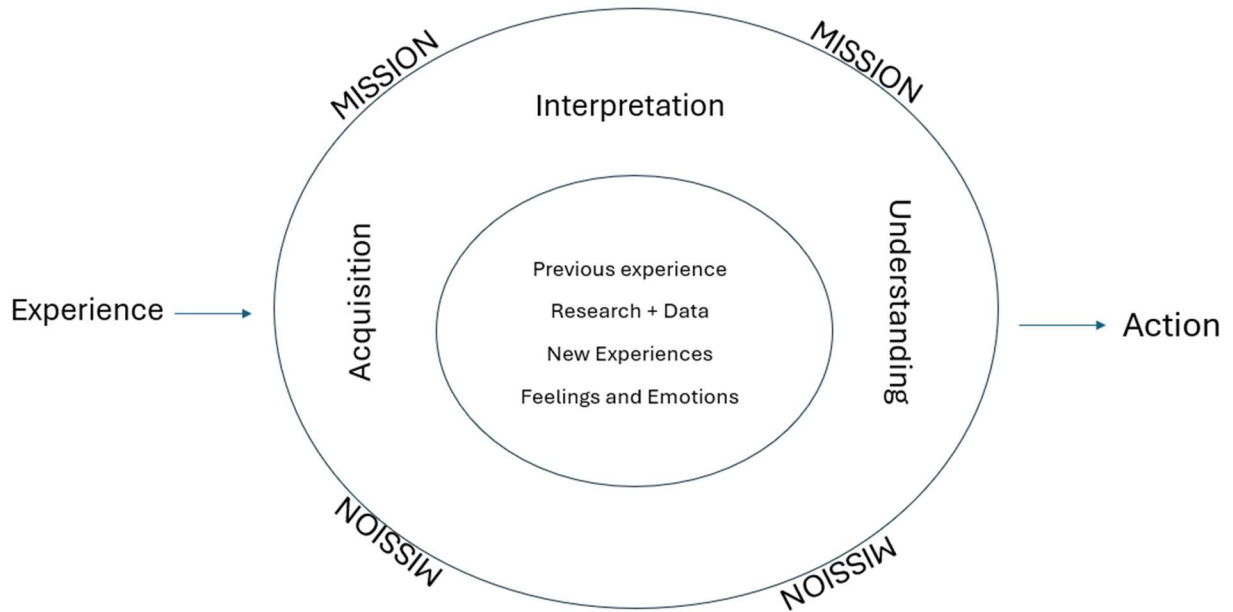 MISSION
MISSION
Interpretation
Experience
Acquisition
Previous experience
Research + Data
New Experiences
Feelings and Emotions
Understanding
Action
MISSION
MISSION